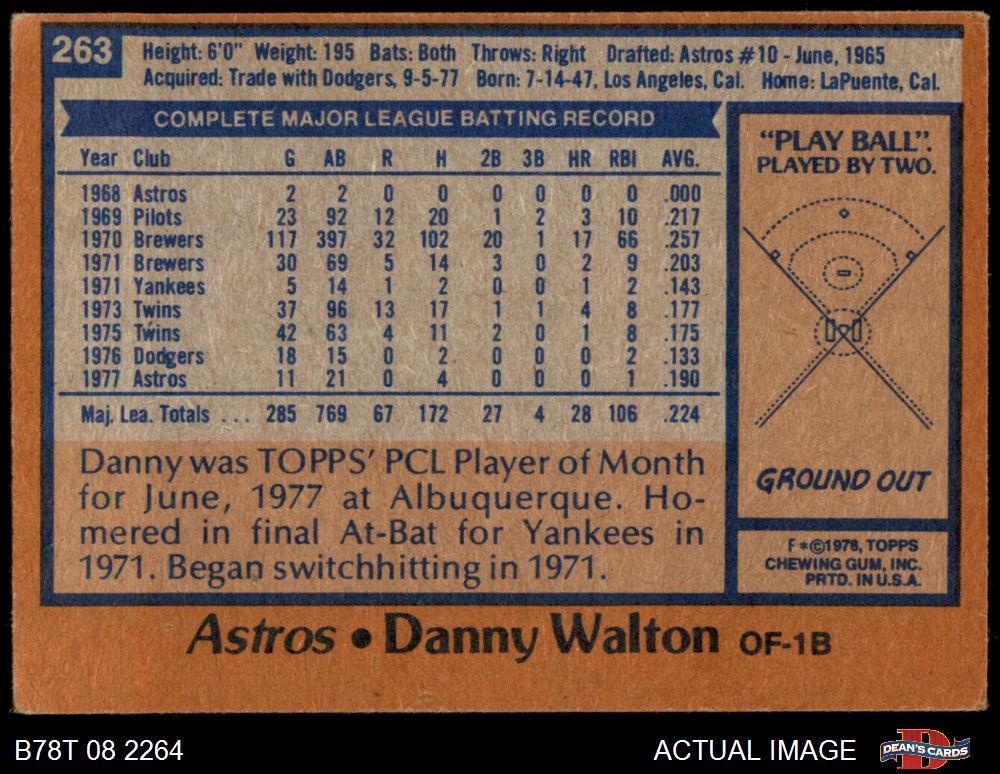 263
Height: 6'0" Weight: 195 Bats: Both Throws: Right Drafted: Astros #10 - June, 1965
Acquired: Trade with Dodgers, 9-5-77 Born: 7-14-47, Los Angeles, Cal. Home: LaPuente, Cal.
COMPLETE MAJOR LEAGUE BATTING RECORD
Year Club G AB R H 2B 3B HR RBI AVG.
1968 Astros 2 2 0 0 0 0 0 0 .000
1969 Pilots 23 92 12 20 1 2 3 10 .217
1970 Brewers 117 397 32 102 20 1 17 66 .257
1971 Brewers 30 69 5 14 3 0 2 9 .203
1971 Yankees 5 14 1 2 0 0 1 2 .143
1973 Twins 37 96 13 17 1 1 4 8 .177
1975 Twins 42 63 4 11 2 0 1 8 .175
1976 Dodgers 18 15 0 2 0 0 0 2 .133
1977 Astros 11 21 0 4 0 0 0 1 .190
Maj. Lea. Totals ... 285 769 67 172 27 4 28 106 .224
Danny was TOPPS' PCL Player of Month
for June, 1977 at Albuquerque. Ho-
mered in final At-Bat for Yankees in
1971. Began switchhitting in 1971.
"PLAY BALL".
PLAYED BY TWO.
GROUND OUT
F *©1978, TOPPS
CHEWING GUM, INC.
PRTD. IN U.S.A.
Astros • Danny Walton OF-1B
B78T 08 2264
ACTUAL IMAGE
DEAN'S CARDS